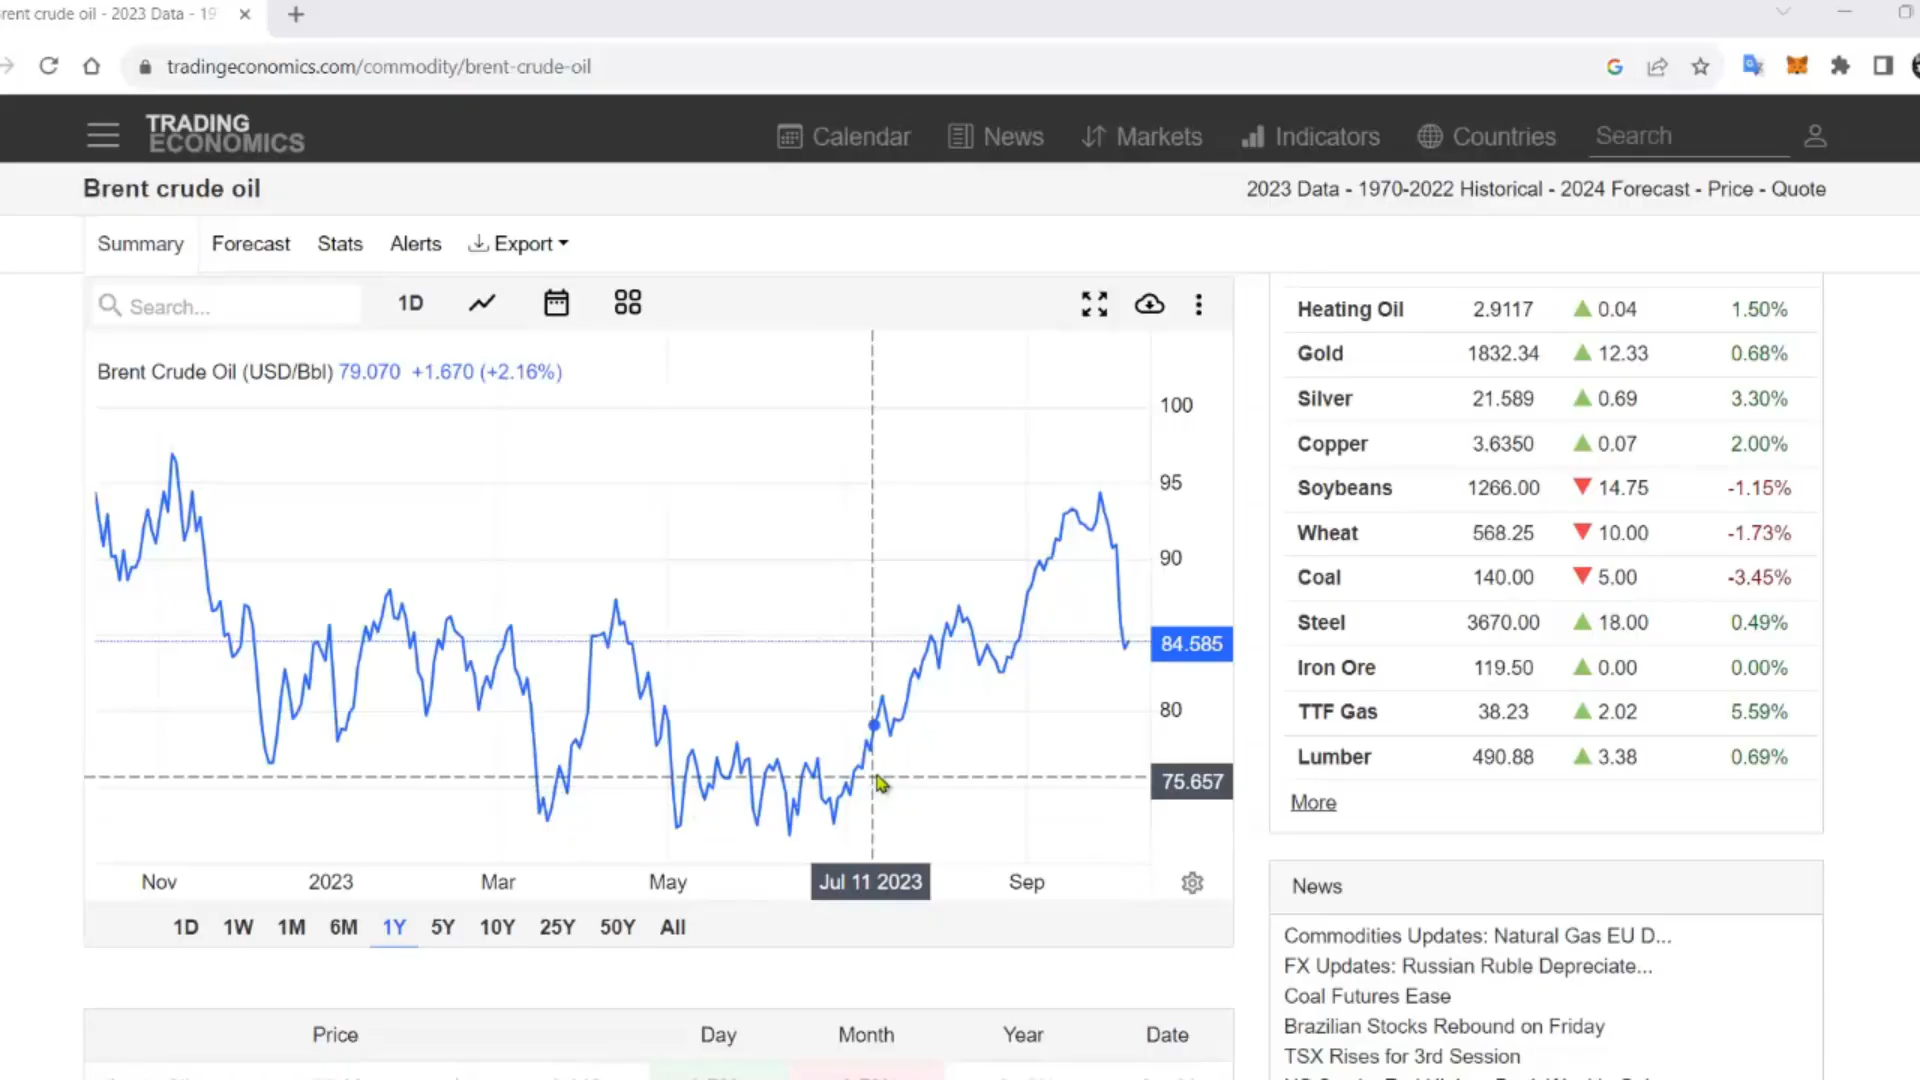 rent crude oil - 2023 Data - 19
tradingeconomics.com/commodity/brent-crude-oil
TRADING
ECONOMICS
Calendar News Markets Indicators Countries Search
Brent crude oil
2023 Data - 1970-2022 Historical - 2024 Forecast - Price - Quote
Summary Forecast Stats Alerts Export
Search... 1D
Brent Crude Oil (USD/Bbl) 79.070 +1.670 (+2.16%)
100
95
90
84.585
80
75.657
Nov 2023 Mar May Jul 11 2023 Sep
1D 1W 1M 6M 1Y 5Y 10Y 25Y 50Y All
Price Day Month Year Date
Heating Oil 2.9117 0.04 1.50%
Gold 1832.34 12.33 0.68%
Silver 21.589 0.69 3.30%
Copper 3.6350 0.07 2.00%
Soybeans 1266.00 14.75 -1.15%
Wheat 568.25 10.00 -1.73%
Coal 140.00 5.00 -3.45%
Steel 3670.00 18.00 0.49%
Iron Ore 119.50 0.00 0.00%
TTF Gas 38.23 2.02 5.59%
Lumber 490.88 3.38 0.69%
More
News
Commodities Updates: Natural Gas EU D...
FX Updates: Russian Ruble Depreciate...
Coal Futures Ease
Brazilian Stocks Rebound on Friday
TSX Rises for 3rd Session